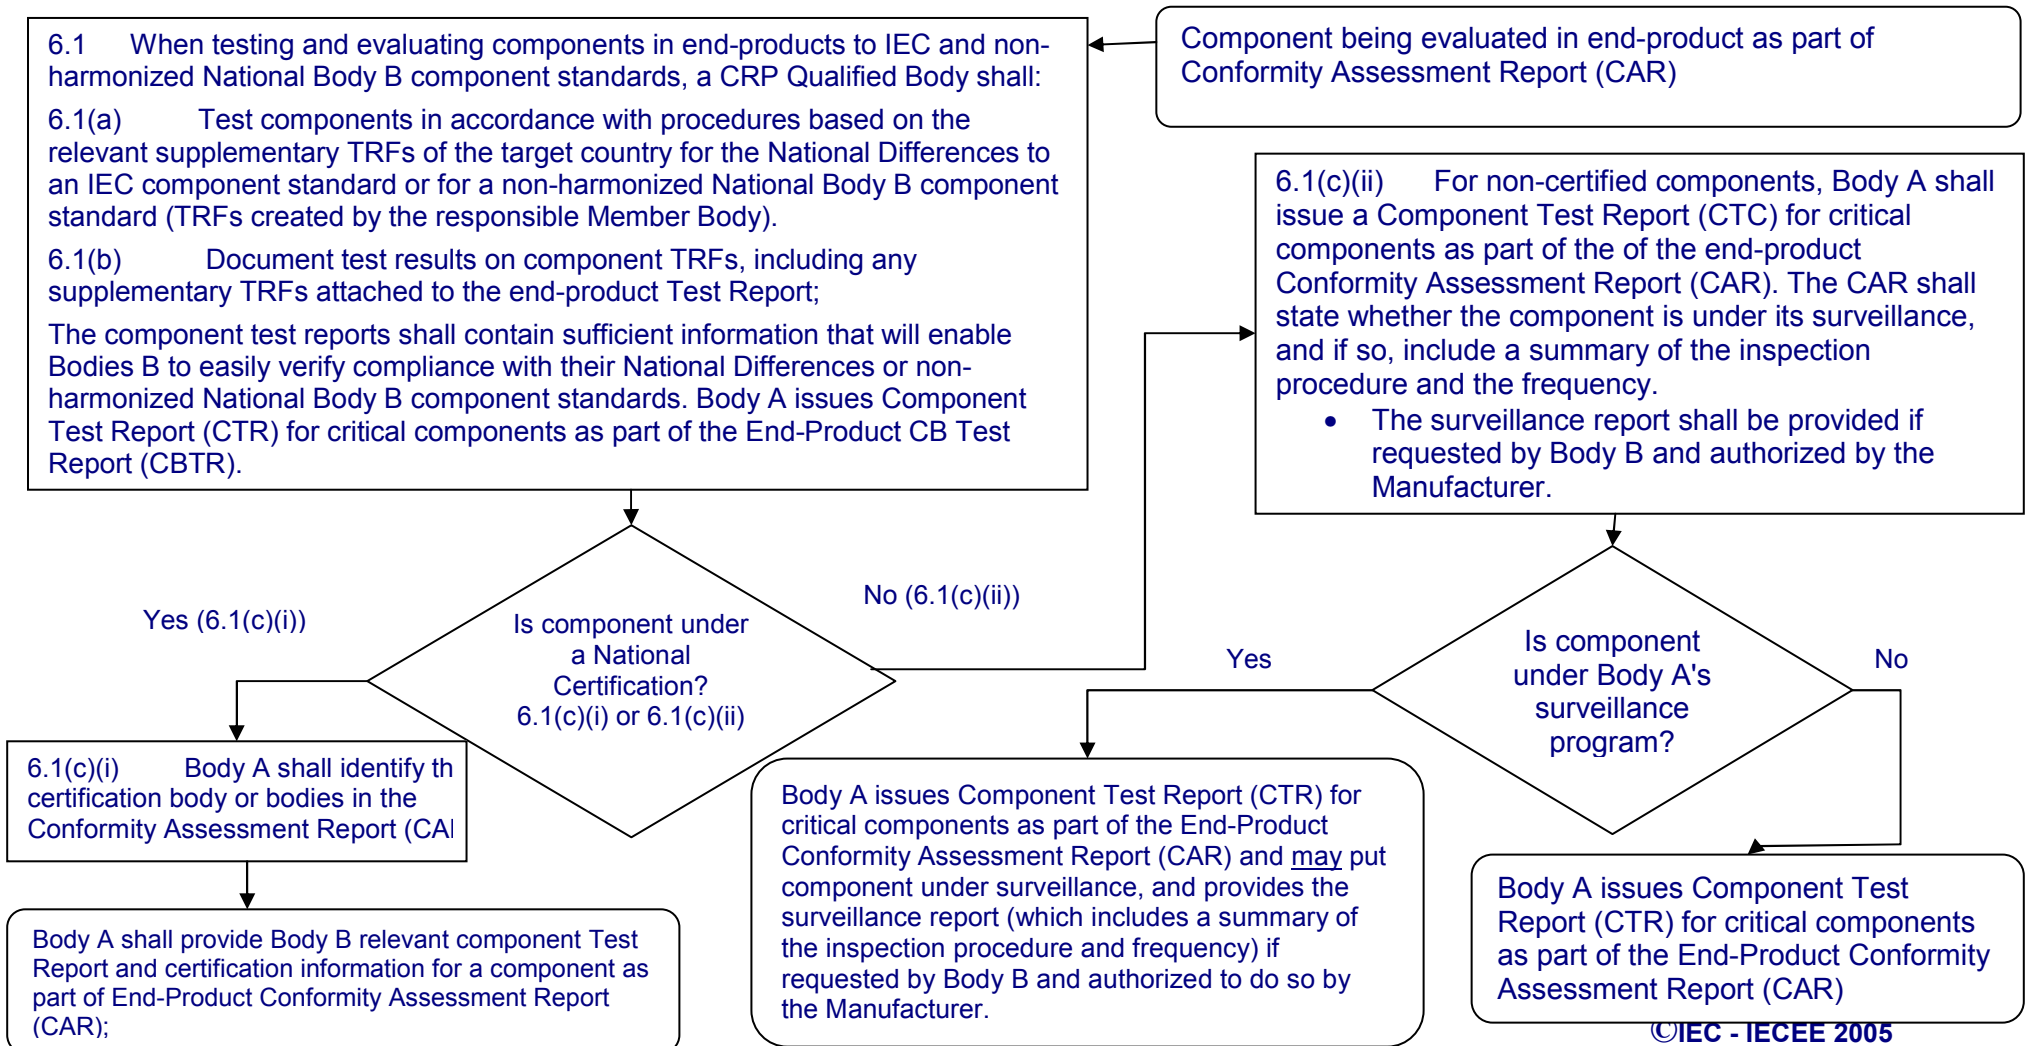 6.1 When testing and evaluating components in end-products to IEC and non-
harmonized National Body B component standards, a CRP Qualified Body shall:
6.1(a) Test components in accordance with procedures based on the
relevant supplementary TRFs of the target country for the National Differences to
an IEC component standard or for a non-harmonized National Body B component
standard (TRFs created by the responsible Member Body).
6.1(b) Document test results on component TRFs, including any
supplementary TRFs attached to the end-product Test Report;
The component test reports shall contain sufficient information that will enable
Bodies B to easily verify compliance with their National Differences or non-
harmonized National Body B component standards. Body A issues Component
Test Report (CTR) for critical components as part of the End-Product CB Test
Report (CBTR).
Component being evaluated in end-product as part of
Conformity Assessment Report (CAR)
6.1(c)(ii) For non-certified components, Body A shall
issue a Component Test Report (CTC) for critical
components as part of the of the end-product
Conformity Assessment Report (CAR). The CAR shall
state whether the component is under its surveillance,
and if so, include a summary of the inspection
procedure and the frequency.
• The surveillance report shall be provided if
requested by Body B and authorized by the
Manufacturer.
Yes (6.1(c)(i))
Is component under
a National
Certification?
6.1(c)(i) or 6.1(c)(ii)
No (6.1(c)(ii))
Yes
Is component
under Body A's
surveillance
program?
No
6.1(c)(i) Body A shall identify th
certification body or bodies in the
Conformity Assessment Report (CA
Body A shall provide Body B relevant component Test
Report and certification information for a component as
part of End-Product Conformity Assessment Report
(CAR);
Body A issues Component Test Report (CTR) for
critical components as part of the End-Product
Conformity Assessment Report (CAR) and may put
component under surveillance, and provides the
surveillance report (which includes a summary of
the inspection procedure and frequency) if
requested by Body B and authorized to do so by
the Manufacturer.
Body A issues Component Test
Report (CTR) for critical components
as part of the End-Product Conformity
Assessment Report (CAR)
©IEC - IECEE 2005